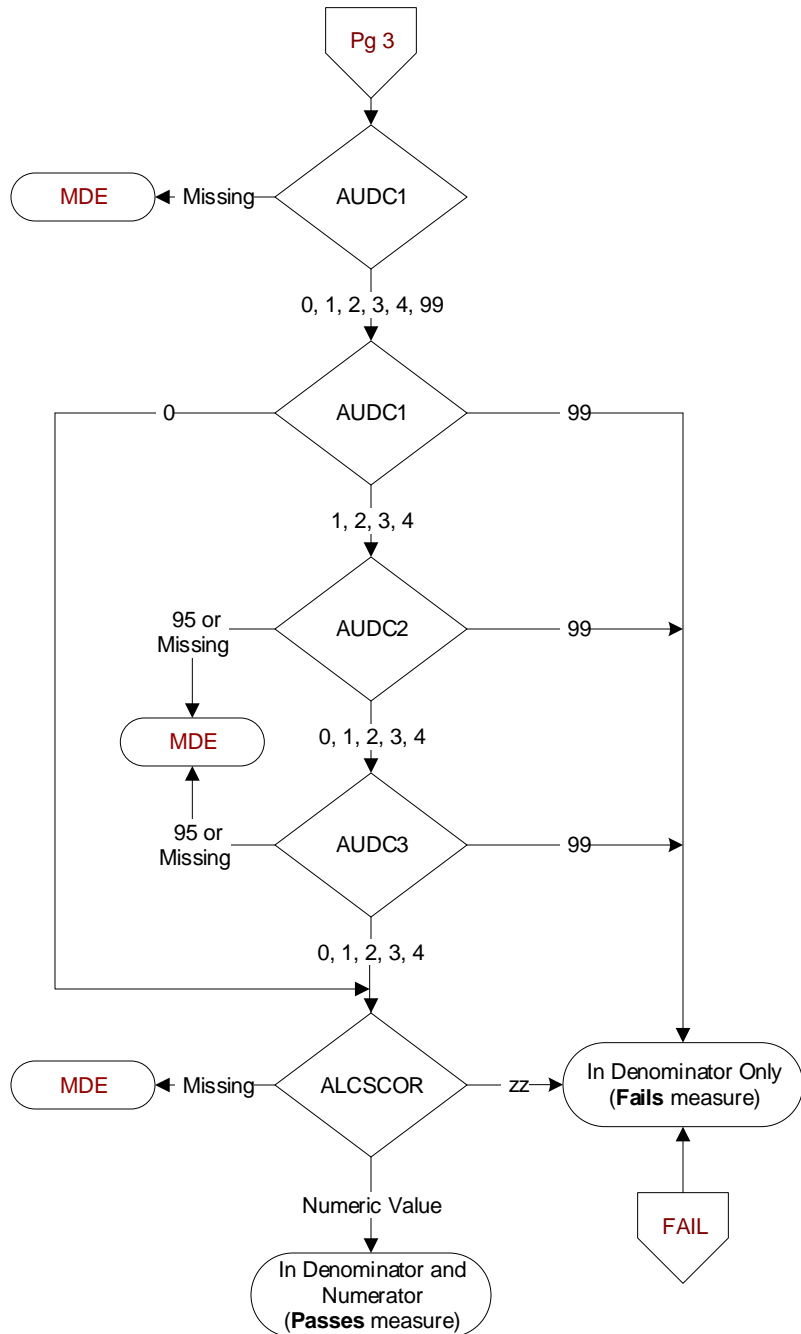 Pg 3
AUDC1
MDE
Missing
0, 1, 2, 3, 4, 99
0
AUDC1
99
1, 2, 3, 4
95 or
Missing
AUDC2
99
MDE
0, 1, 2, 3, 4
95 or
Missing
AUDC3
99
0, 1, 2, 3, 4
MDE
Missing
ALCSCOR
zz
In Denominator Only
(Fails measure)
Numeric Value
FAIL
In Denominator and
Numerator
(Passes measure)